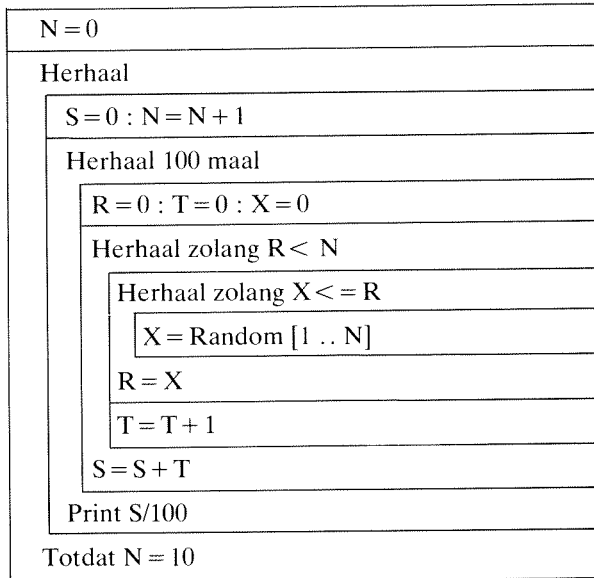 N = 0
Herhaal
S = 0 : N = N + 1
Herhaal 100 maal
R = 0 : T = 0 : X = 0
Herhaal zolang R < N
Herhaal zolang X < = R
X = Random [1 .. N]
R = X
T = T + 1
S = S + T
Print S/100
Totdat N = 10